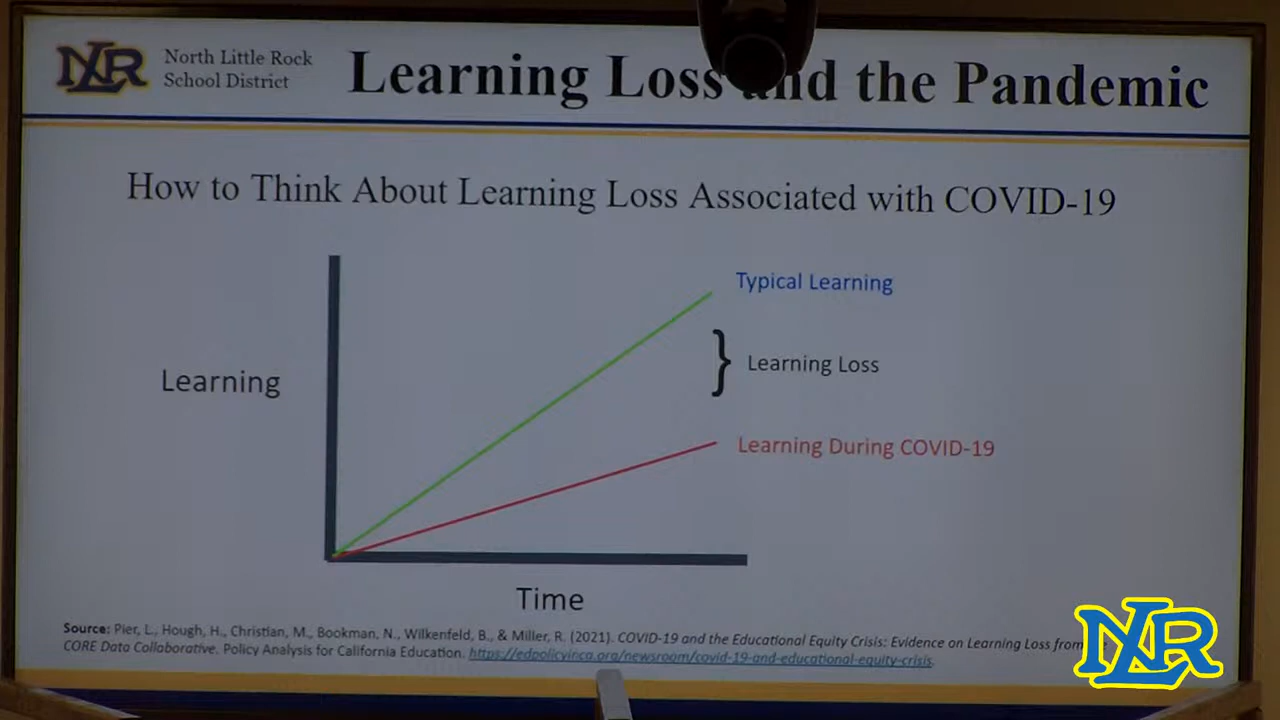 NLR
North Little Rock
School District
Learning Loss and the Pandemic
How to Think About Learning Loss Associated with COVID-19
Typical Learning
Learning Loss
Learning
Learning During COVID-19
Time
Source: Pier, L., Hough, H., Christian, M., Bookman, N., Wilkenfeld, B., & Miller, R. (2021). COVID-19 and the Educational Equity Crisis: Evidence on Learning Loss from
CORE Data Collaborative. Policy Analysis for California Education. https://edpolicyinca.org/newsroom/covid-19-and-educational-equity-crisis.
NLR